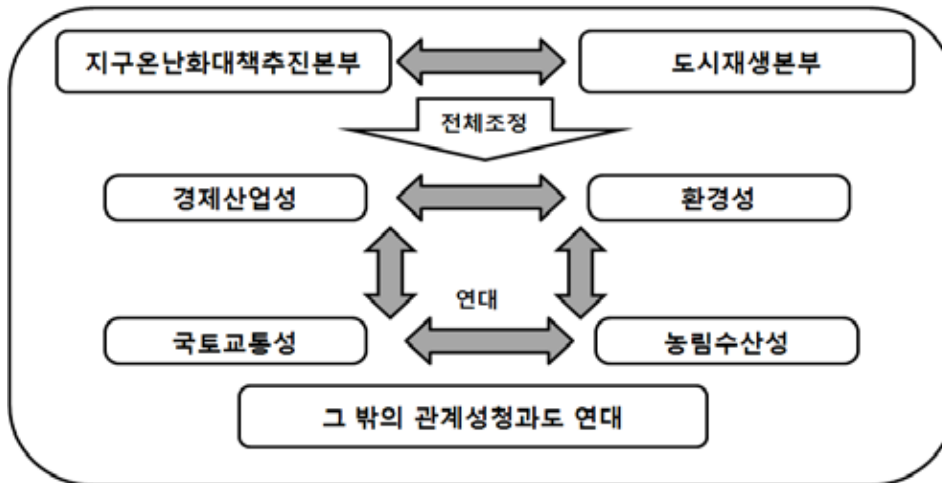 지구온난화대책추진본부
도시재생본부
전체조정
경제산업성
환경성
연대
국토교통성
농림수산성
그 밖의 관계성청과도 연대